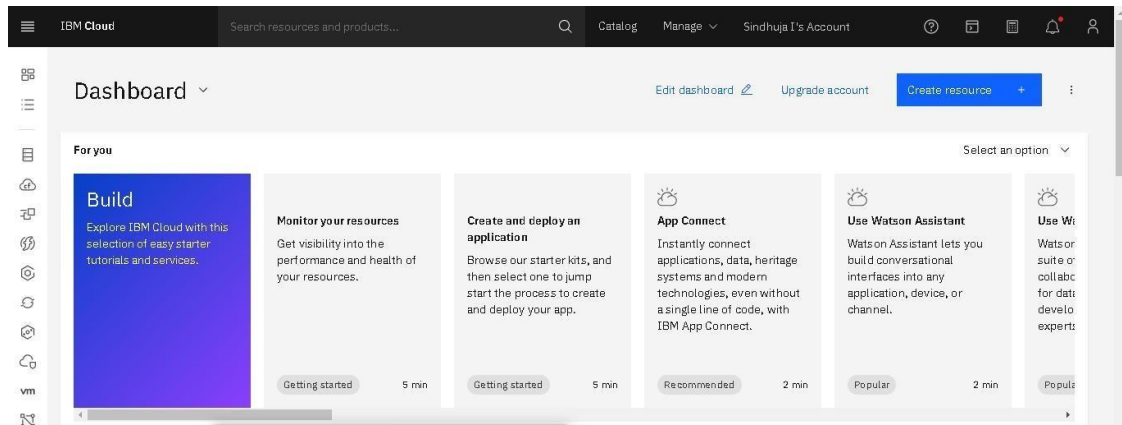 IBM Cloud
Search resources and products...
Catalog
Manage
Sindhuja I's Account
Dashboard
Edit dashboard
Upgrade account
Create resource +
For you
Select an option
Build
Explore IBM Cloud with this
selection of easy starter
tutorials and services.
Monitor your resources
Get visibility into the
performance and health of
your resources.
Getting started
5 min
Create and deploy an
application
Browse our starter kits, and
then select one to jump
start the process to create
and deploy your app.
Getting started
5 min
App Connect
Instantly connect
applications, data, heritage
systems and modern
technologies, even without
a single line of code, with
IBM App Connect.
Recommended
2 min
Use Watson Assistant
Watson Assistant lets you
build conversational
interfaces into any
application, device, or
channel.
Popular
2 min
Use
suite
for
vm